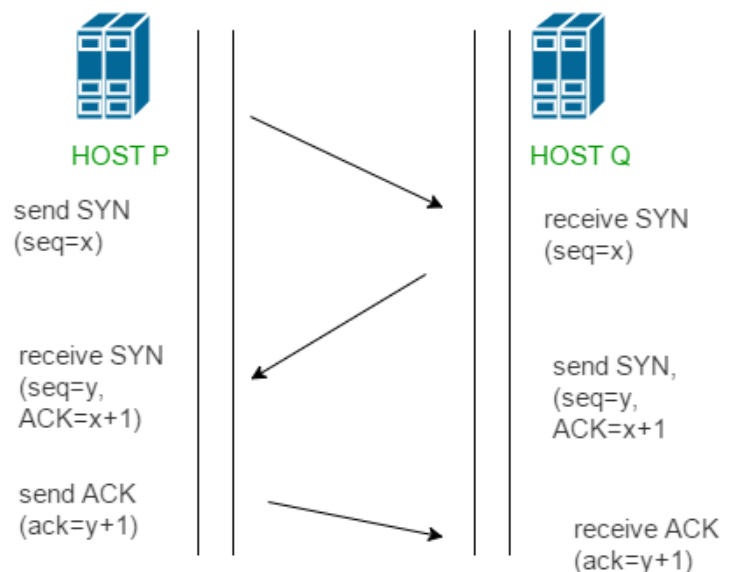 HOST P
HOST Q
send SYN
(seq=x)
receive SYN
(seq=x)
receive SYN
(seq=y,
ACK=x+1)
send SYN,
(seq=y,
ACK=x+1
send ACK
(ack=y+1)
receive ACK
(ack=y+1)